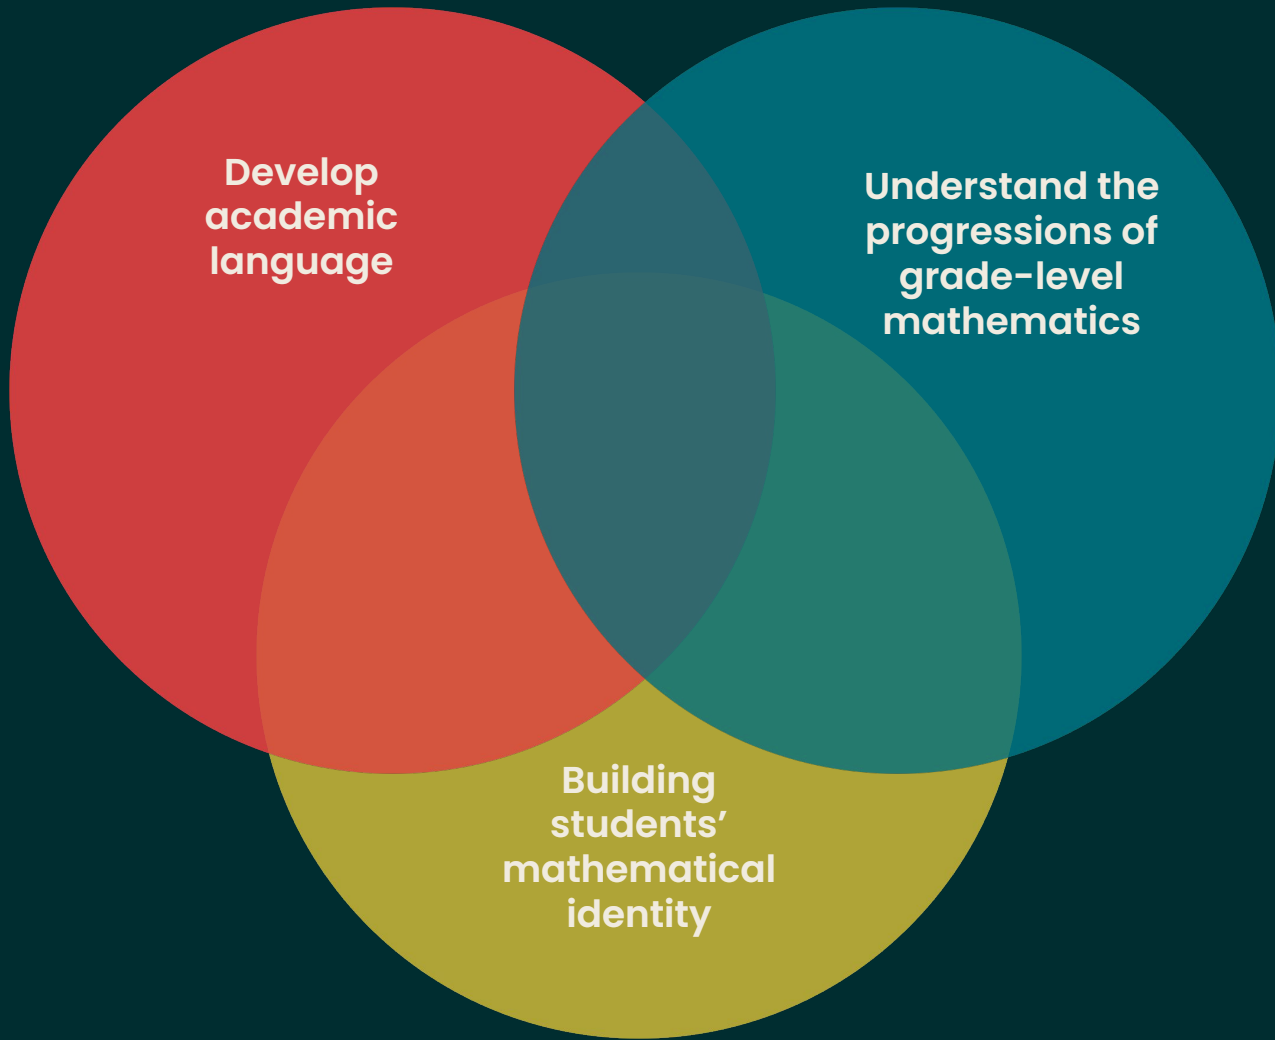 Develop
academic
language
Understand the
progressions of
grade-level
mathematics
Building
students’
mathematical
identity